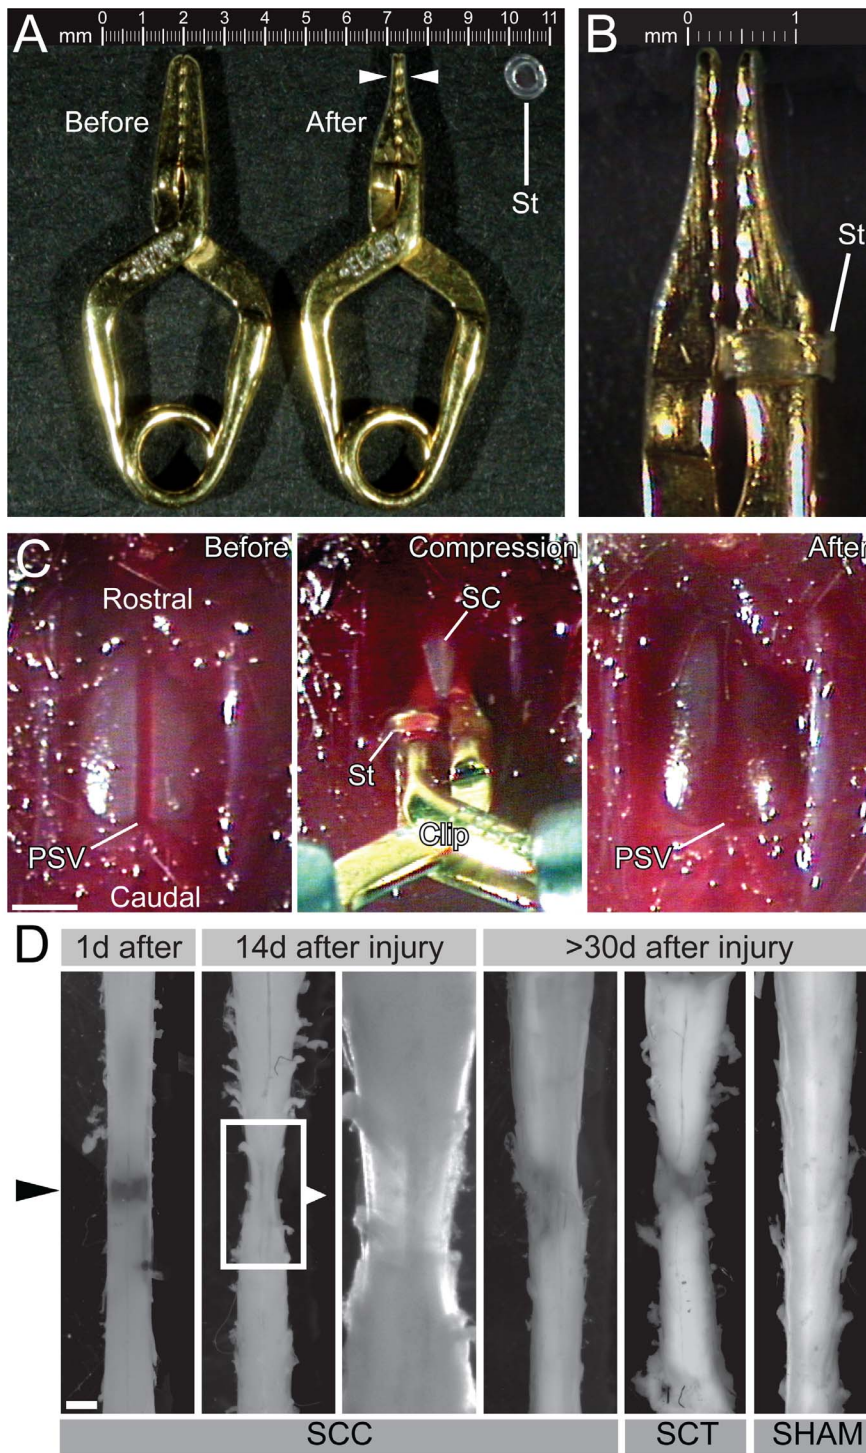 A
mm
0 1 2 3 4 5 6 7 8 9 10 11
Before
After
St
B
mm
0 1
St
C
Before
Rostral
PSV
Caudal
Compression
SC
St
Clip
After
PSV
D
1d after
14d after injury
>30d after injury
SCC
SCT
SHAM